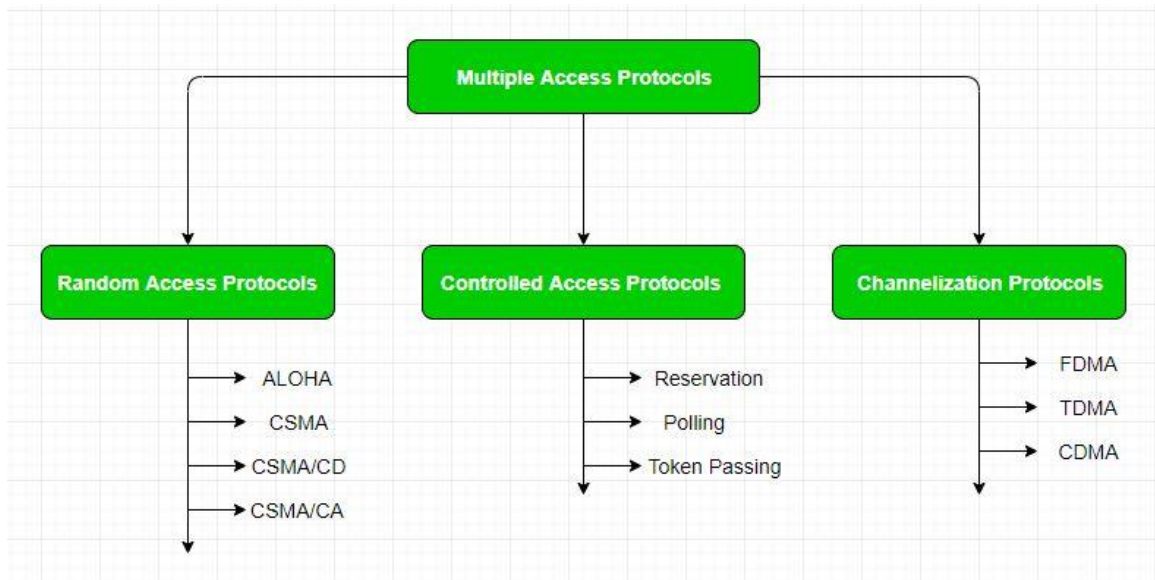 Multiple Access Protocols
Random Access Protocols
Controlled Access Protocols
Channelization Protocols
ALOHA
CSMA
CSMA/CD
CSMA/CA
Reservation
Polling
Token Passing
FDMA
TDMA
CDMA